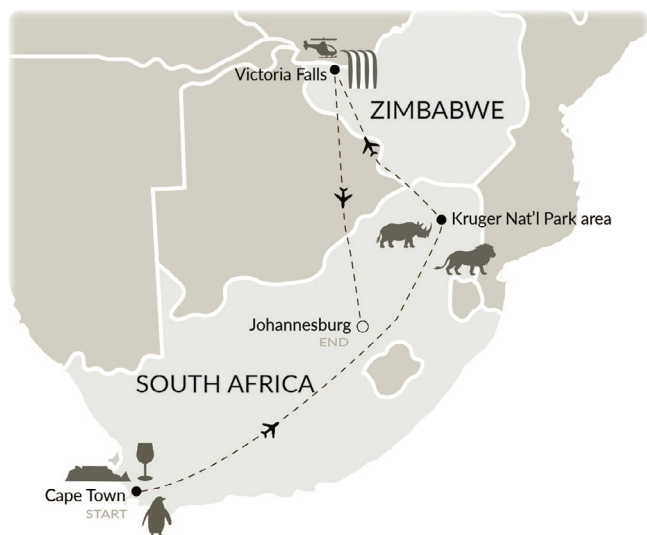 Victoria Falls
ZIMBABWE
Kruger Nat'l Park area
Johannesburg
END
SOUTH AFRICA
Cape Town
START